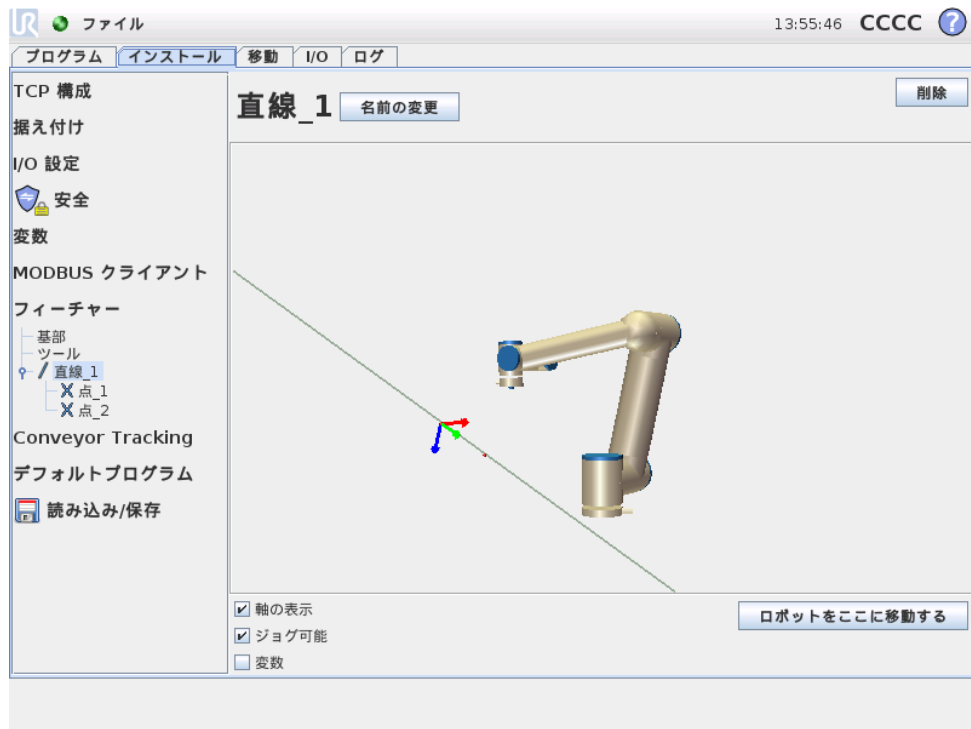 UR ファイル 13:55:46 CCCC ?
プログラム インストール 移動 I/O ログ
TCP 構成
据え付け
I/O 設定
安全
変数
MODBUS クライアント
フィーチャー
基部
ツール
直線_1
点_1
点_2
Conveyor Tracking
デフォルトプログラム
読み込み/保存
直線_1 名前の変更 削除
軸の表示
ジョグ可能
変数
ロボットをここに移動する